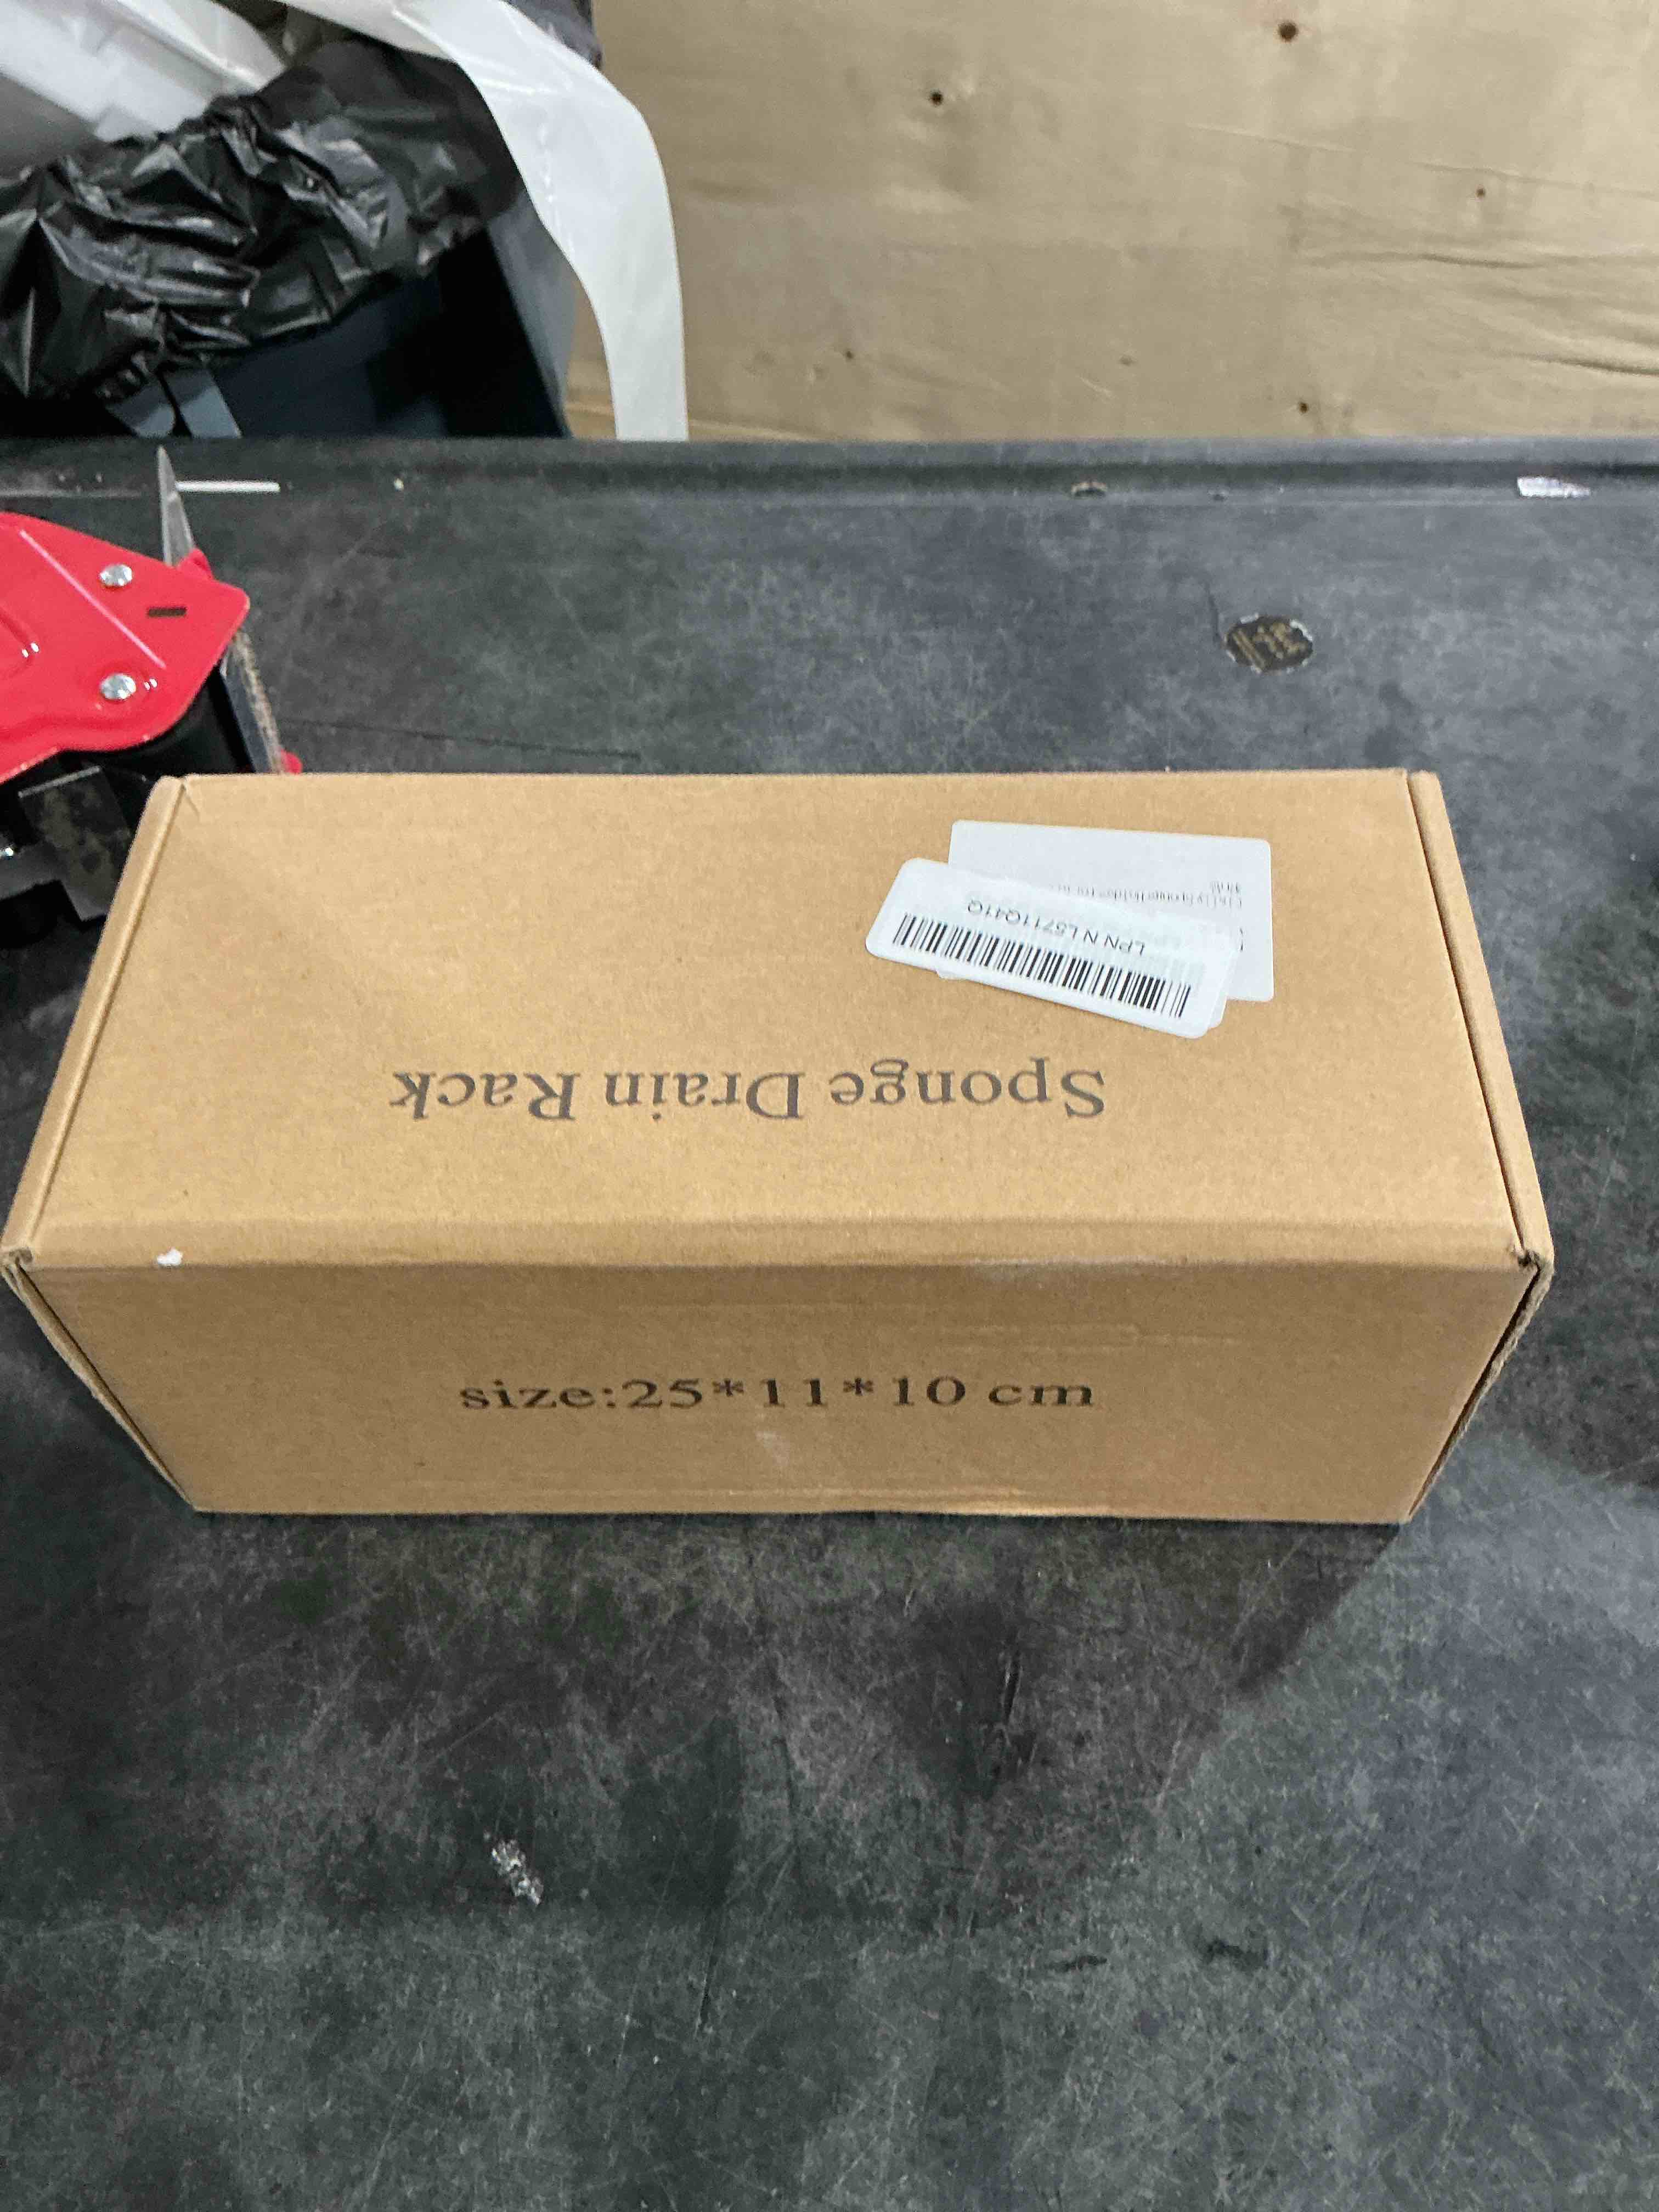 LPN N L5711Q41Q
Sponge Drain Rack
size:25*11*10 cm